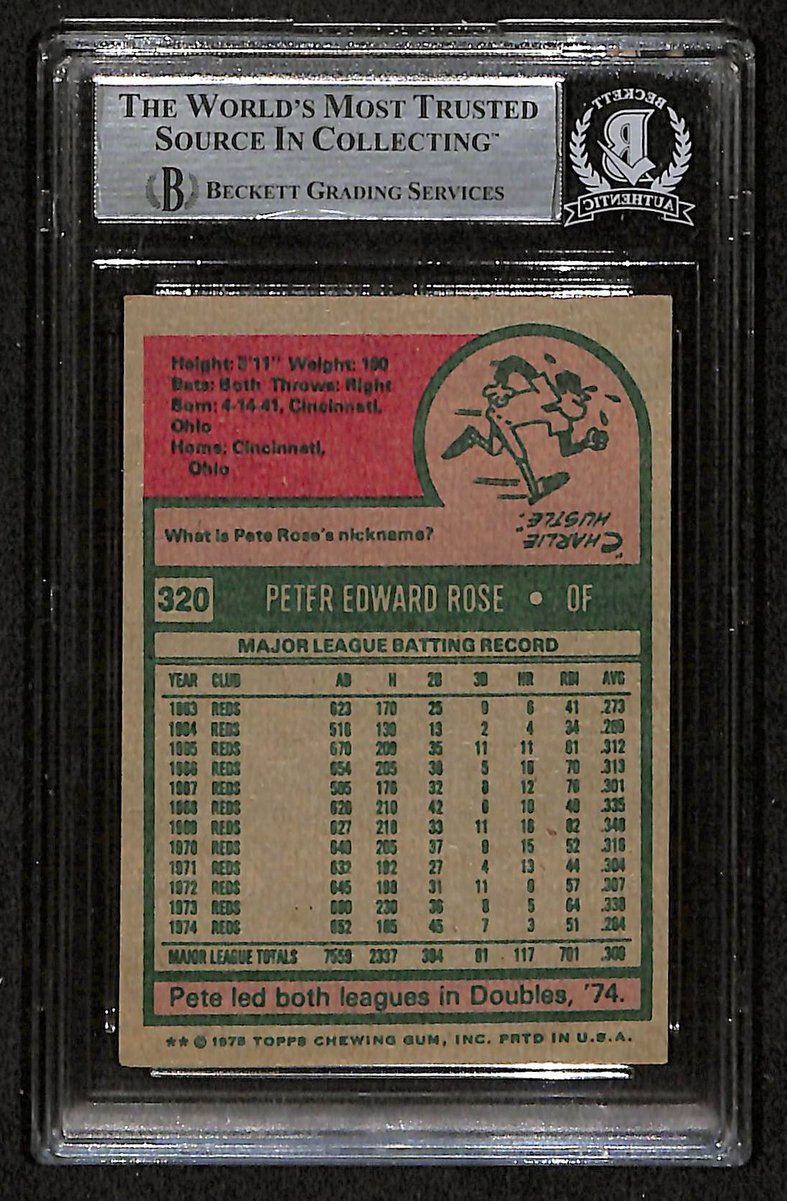 THE WORLD'S MOST TRUSTED
SOURCE IN COLLECTING™
B BECKETT GRADING SERVICES
BECKETT
B
AUTHENTIC
Height: 5'11" Weight: 190
Bats: Both Throws: Right
Born: 4-14-41, Cincinnati,
Ohio
Home: Cincinnati,
Ohio
What is Pete Rose's nickname?
"CHARLIE
HUSTLE."
320 PETER EDWARD ROSE • OF
MAJOR LEAGUE BATTING RECORD
YEAR CLUB AB H 2B 3B HR RBI AVG
1963 REDS 623 170 25 9 6 41 .273
1964 REDS 516 139 13 2 4 34 .269
1965 REDS 670 209 35 11 11 81 .312
1966 REDS 654 205 38 5 16 70 .313
1967 REDS 585 176 32 8 12 76 .301
1968 REDS 626 210 42 6 10 49 .335
1969 REDS 627 218 33 11 16 82 .348
1970 REDS 649 205 37 9 15 52 .316
1971 REDS 632 192 27 4 13 44 .304
1972 REDS 645 198 31 11 6 57 .307
1973 REDS 680 230 36 8 5 64 .338
1974 REDS 652 185 45 7 3 51 .284
MAJOR LEAGUE TOTALS 7559 2337 394 81 117 701 .309
Pete led both leagues in Doubles, '74.
** © 1975 TOPPS CHEWING GUM, INC. PRTD IN U.S.A.